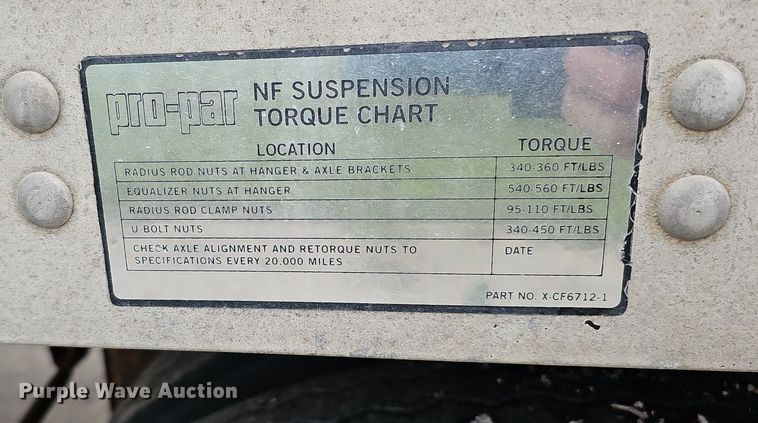 pro-par NF SUSPENSION
TORQUE CHART
LOCATION TORQUE
RADIUS ROD NUTS AT HANGER & AXLE BRACKETS 340-360 FT/LBS
EQUALIZER NUTS AT HANGER 540-560 FT/LBS
RADIUS ROD CLAMP NUTS 95-110 FT/LBS
U-BOLT NUTS 340-450 FT/LBS
CHECK AXLE ALIGNMENT AND RETORQUE NUTS TO DATE
SPECIFICATIONS EVERY 20,000 MILES
PART NO. X-CF6712-1
Purple Wave Auction